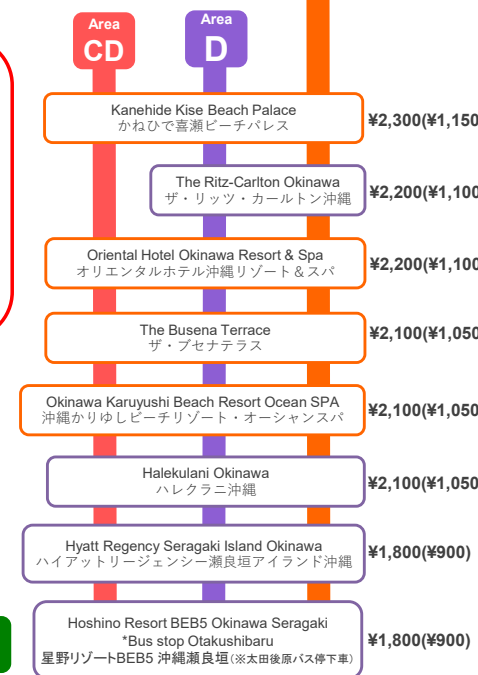 Area
CD
Area
D
Kanehide Kise Beach Palace
かねひで喜瀬ビーチパレス
¥2,300(¥1,150
The Ritz-Carlton Okinawa
ザ・リッツ・カールトン沖縄
¥2,200(¥1,100
Oriental Hotel Okinawa Resort & Spa
オリエンタルホテル沖縄リゾート＆スパ
¥2,200(¥1,100
The Busena Terrace
ザ・ブセナテラス
¥2,100(¥1,050
Okinawa Karuyushi Beach Resort Ocean SPA
沖縄かりゆしビーチリゾート・オーシャンスパ
¥2,100(¥1,050
Halekulani Okinawa
ハレクラニ沖縄
¥2,100(¥1,050
Hyatt Regency Seragaki Island Okinawa
ハイアットリージェンシー瀬良垣アイランド沖縄
¥1,800(¥900)
Hoshino Resort BEB5 Okinawa Seragaki
*Bus stop Otakushibaru
星野リゾートBEB5 沖縄瀬良垣(※太田後原バス停下車)
¥1,800(¥900)